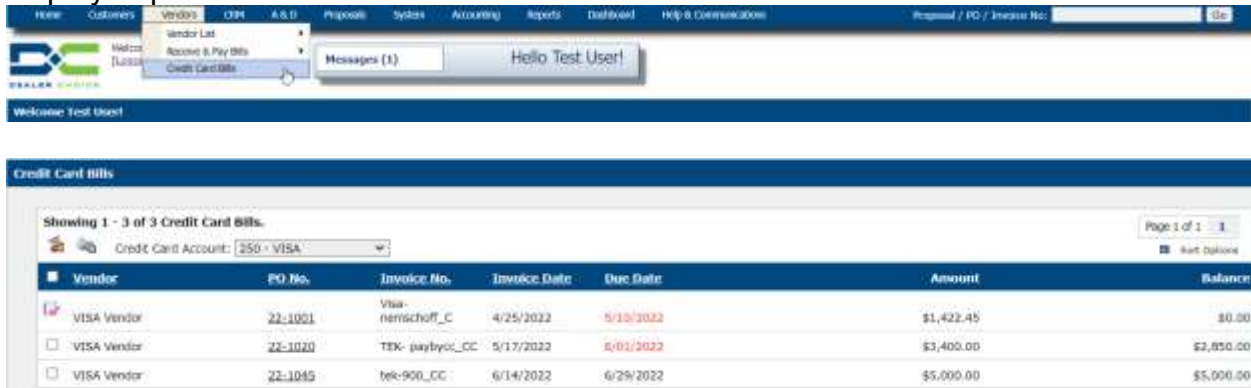 Home Customers Vendors CRM A & D Proposals System Accounting Reports Dashboard Help & Communications Proposal / PO / Invoice No: Go
Vendor List
Receive & Pay Bills
Credit Card Bills
Messages (1)
Hello Test User!
DEALER CHOICE
Welcome Test User!
Credit Card Bills
Showing 1 - 3 of 3 Credit Card Bills.
Page 1 of 1 1
Credit Card Account: 250 - VISA
Sort Options
Vendor PO No. Invoice No. Invoice Date Due Date Amount Balance
VISA Vendor 22-1001 Visa-nemschoff_C 4/25/2022 5/10/2022 $1,422.45 $0.00
VISA Vendor 22-1020 TEK- paybycc_CC 5/17/2022 6/01/2022 $3,400.00 $2,850.00
VISA Vendor 22-1045 tek-900_CC 6/14/2022 6/29/2022 $5,000.00 $5,000.00